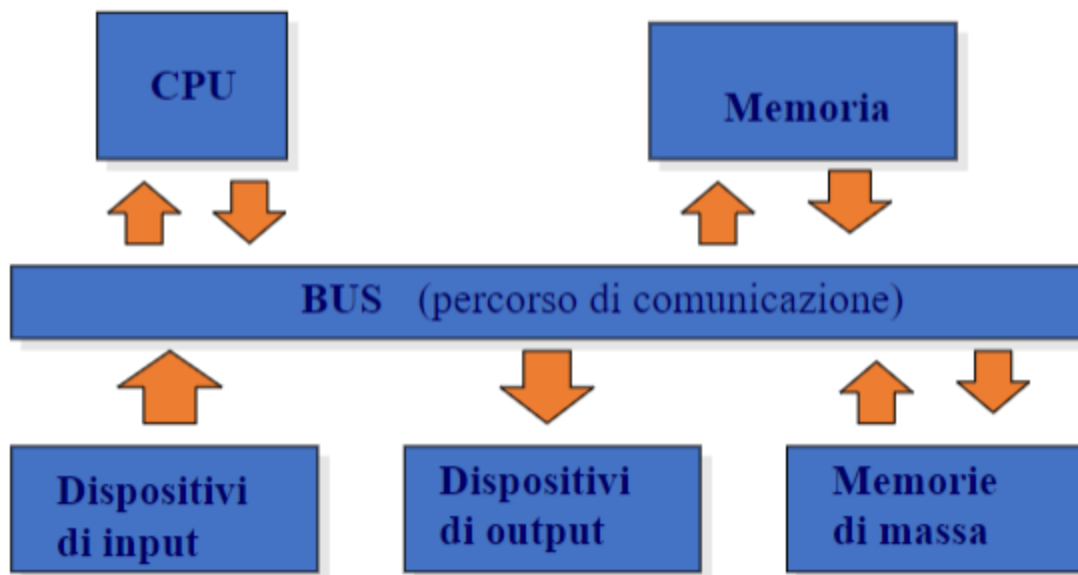 CPU
Memoria
BUS (percorso di comunicazione)
Dispositivi
di input
Dispositivi
di output
Memorie
di massa